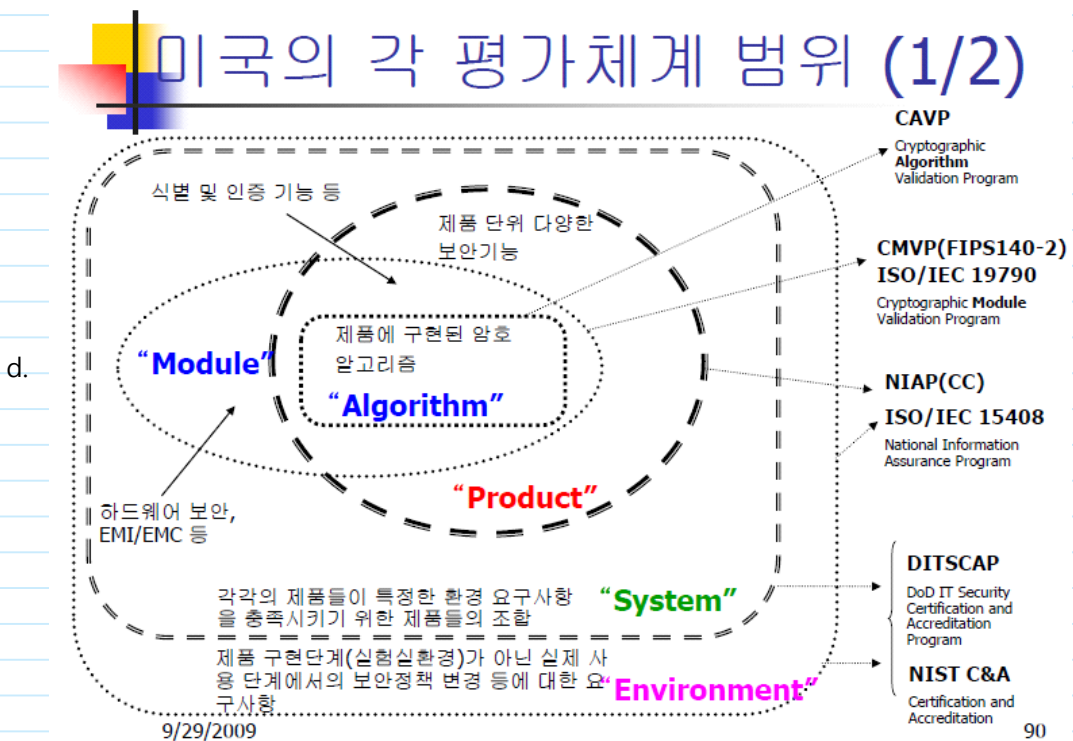 미국의 각 평가체계 범위 (1/2)
d.
식별 및 인증 기능 등
제품 단위 다양한
보안기능
제품에 구현된 암호
알고리즘
"Module"
"Algorithm"
"Product"
하드웨어 보안,
EMI/EMC 등
각각의 제품들이 특정한 환경 요구사항
을 충족시키기 위한 제품들의 조합
"System"
제품 구현단계(실험실환경)가 아닌 실제 사
용 단계에서의 보안정책 변경 등에 대한 요
구사항
"Environment"
CAVP
Cryptographic
Algorithm
Validation Program
CMVP(FIPS140-2)
ISO/IEC 19790
Cryptographic Module
Validation Program
NIAP(CC)
ISO/IEC 15408
National Information
Assurance Program
DITSCAP
DoD IT Security
Certification and
Accreditation
Program
NIST C&A
Certification and
Accreditation
9/29/2009
90